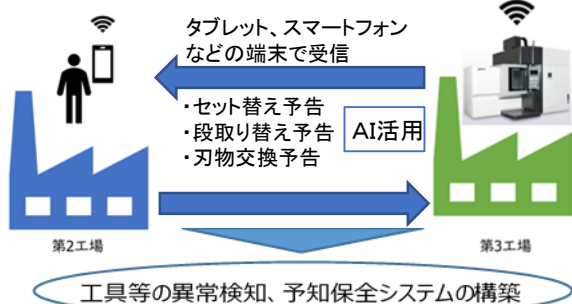 タブレット、スマートフォン
などの端末で受信
・セット替え予告
・段取り替え予告
・刃物交換予告
AI活用
第2工場
第3工場
工具等の異常検知、予知保全システムの構築